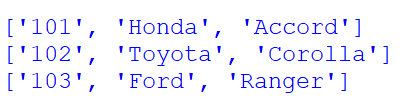 ['101', 'Honda', 'Accord']
['102', 'Toyota', 'Corolla']
['103', 'Ford', 'Ranger']